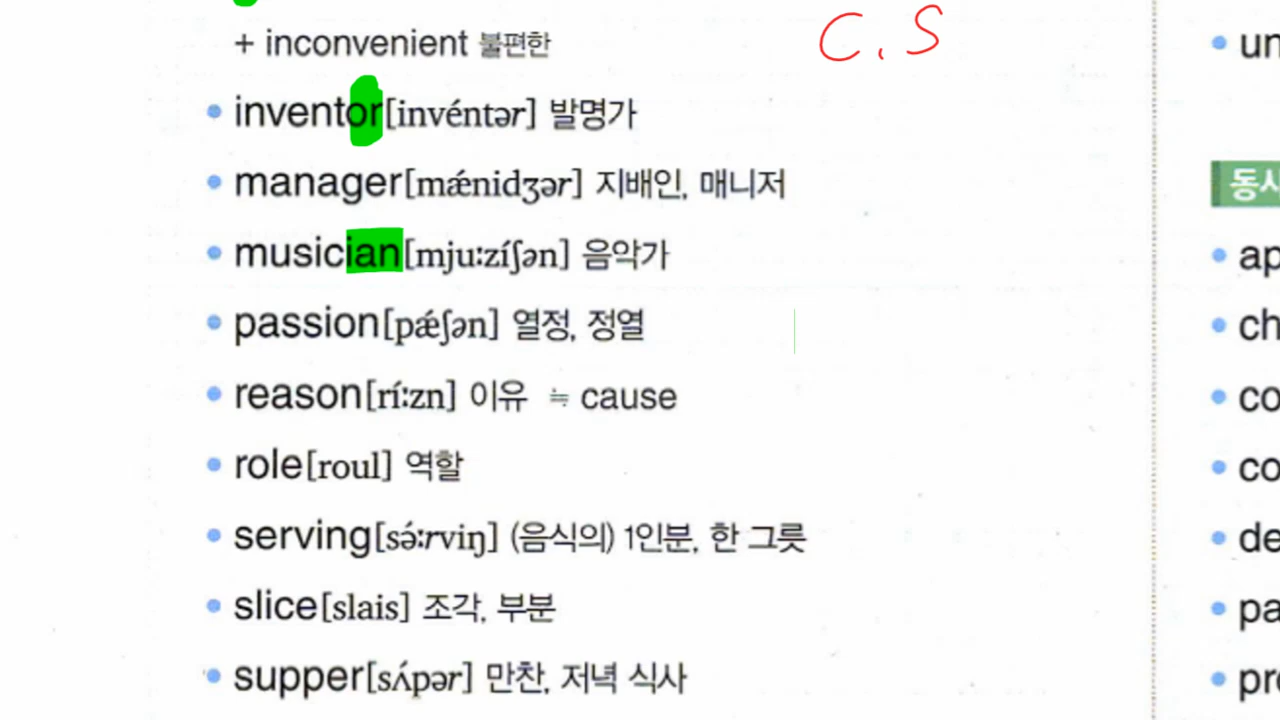 + inconvenient 불편한
C. S
inventor[invéntər] 발명가
manager[mǽnidʒər] 지배인, 매니저
musician[mju:zíʃən] 음악가
passion[pǽʃən] 열정, 정열
reason[rí:zn] 이유 ≒ cause
role[roul] 역할
serving[sə́:rviŋ] (음식의) 1인분, 한 그릇
slice[slais] 조각, 부분
supper[sʌ́pər] 만찬, 저녁 식사
un
동사
ap
ch
co
co
de
pa
pro